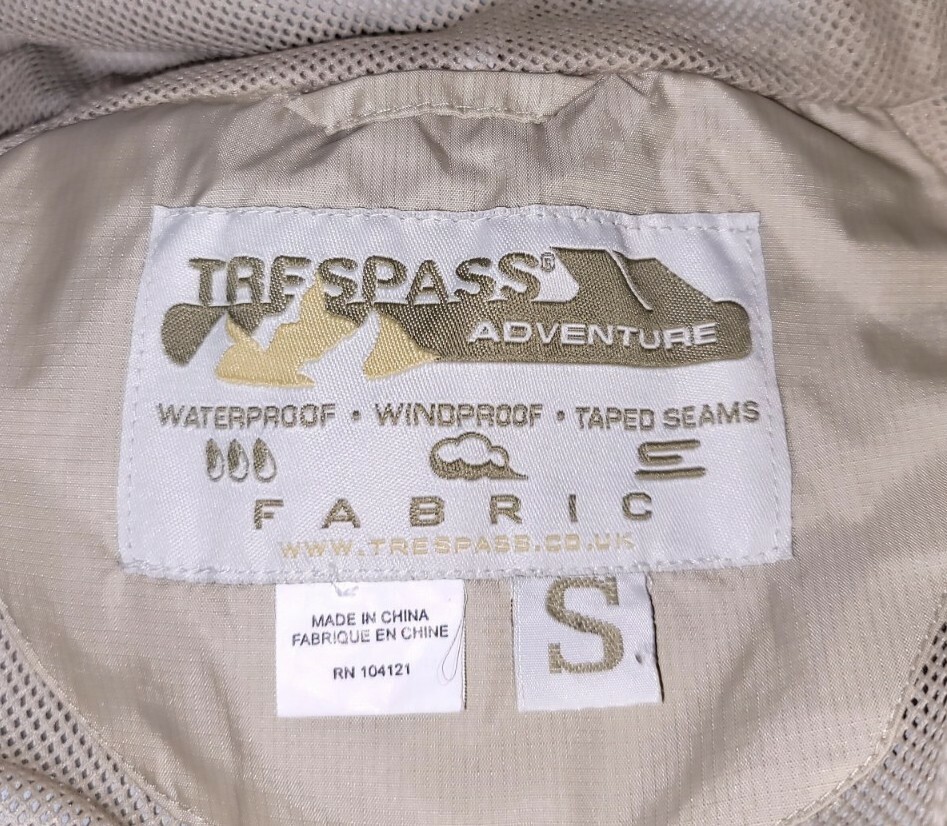 TRESPASS®
ADVENTURE
WATERPROOF • WINDPROOF • TAPED SEAMS
FABRIC
WWW.TRESPASS.CO.UK
MADE IN CHINA
FABRIQUE EN CHINE
RN 104121
S